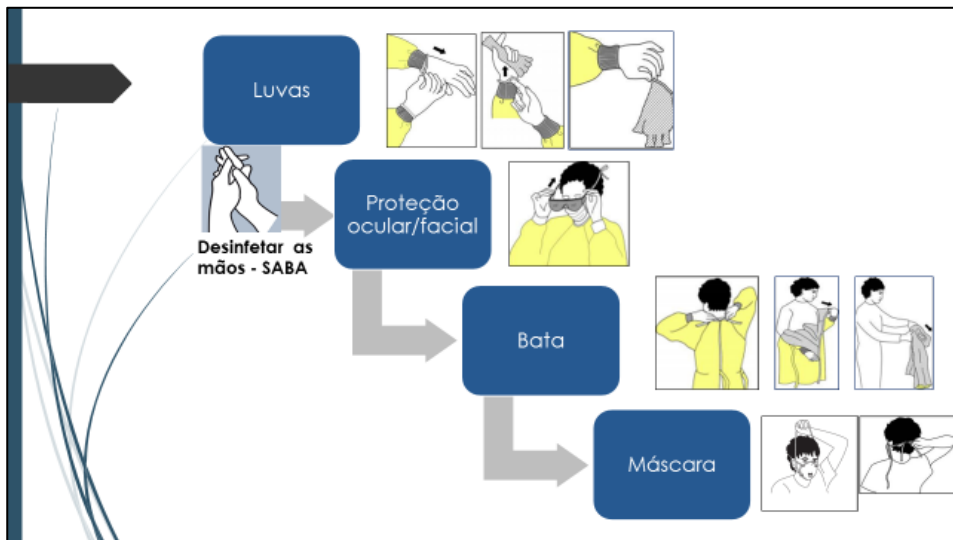 Luvas
Desinfetar as
mãos - SABA
Proteção
ocular/facial
Bata
Máscara